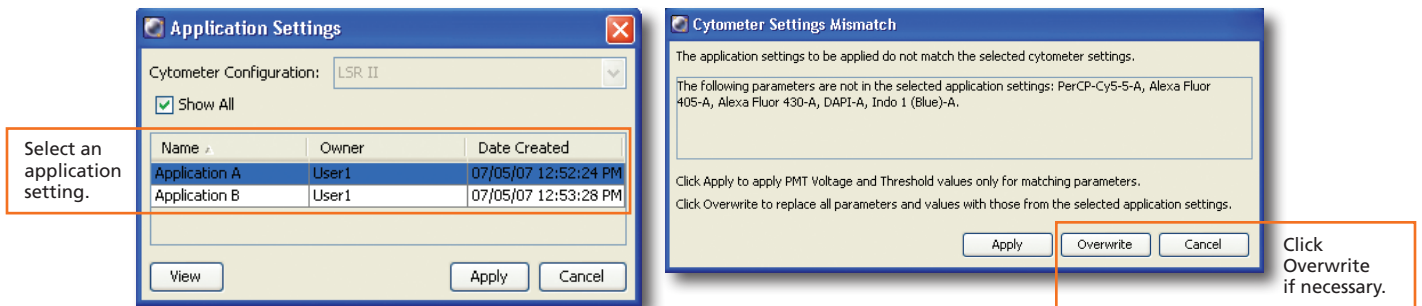 Select an
application
setting.
Application Settings
Cytometer Configuration: LSR II
Show All
Name Owner Date Created
Application A User1 07/05/07 12:52:24 PM
Application B User1 07/05/07 12:53:28 PM
View Apply Cancel
Cytometer Settings Mismatch
The application settings to be applied do not match the selected cytometer settings.
The following parameters are not in the selected application settings: PerCP-Cy5-5-A, Alexa Fluor
405-A, Alexa Fluor 430-A, DAPI-A, Indo 1 (Blue)-A.
Click Apply to apply PMT Voltage and Threshold values only for matching parameters.
Click Overwrite to replace all parameters and values with those from the selected application settings.
Apply Overwrite Cancel
Click
Overwrite
if necessary.